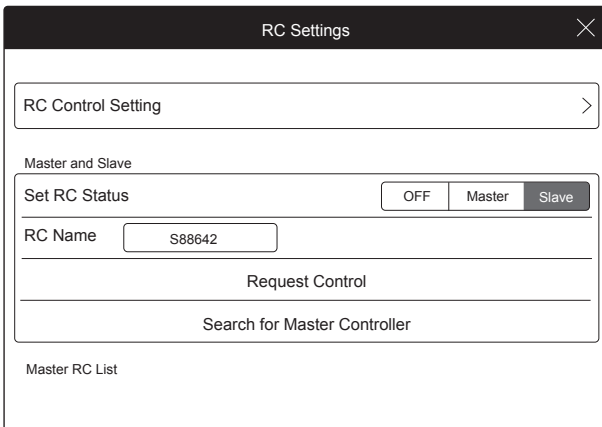 RC Settings
RC Control Setting
Master and Slave
Set RC Status OFF Master Slave
RC Name S88642
Request Control
Search for Master Controller
Master RC List